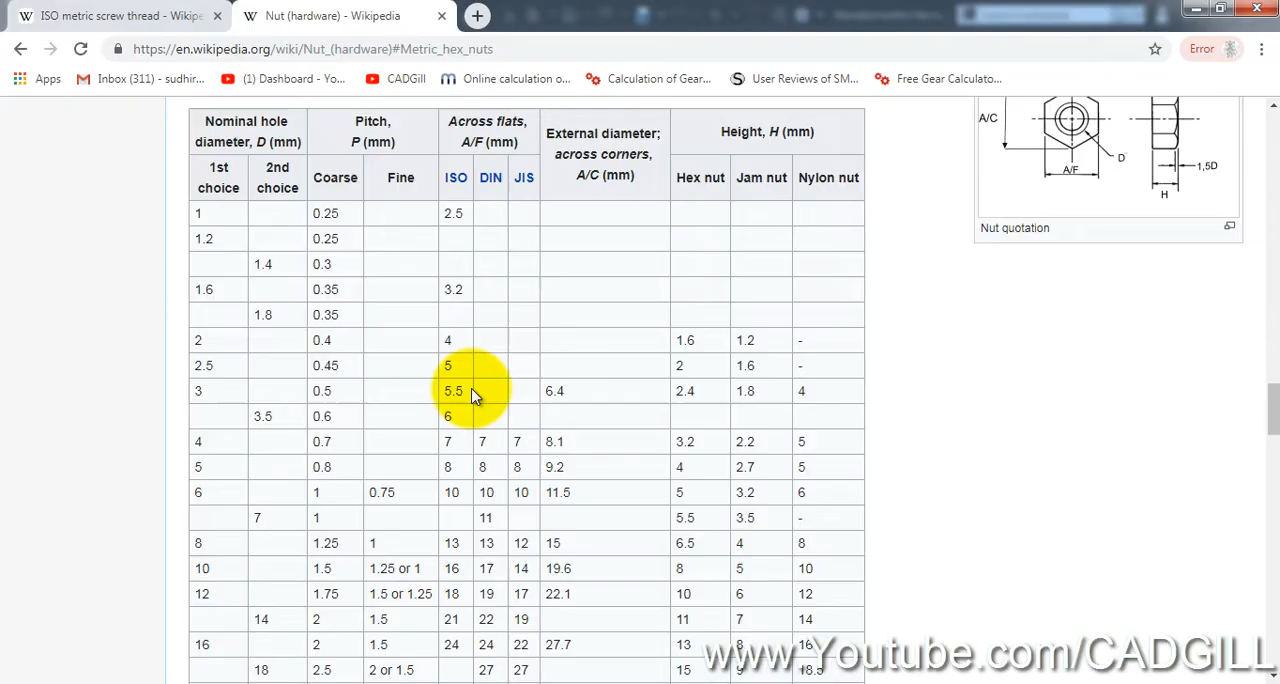 ISO metric screw thread - Wikipe
Nut (hardware) - Wikipedia
https://en.wikipedia.org/wiki/Nut_(hardware)#Metric_hex_nuts
Error
Apps
Inbox (311) - sudhir...
(1) Dashboard - Yo...
CADGill
Online calculation o...
Calculation of Gear...
User Reviews of SM...
Free Gear Calculato...
Nominal hole diameter, D (mm) Pitch, P (mm) Across flats, A/F (mm) External diameter; across corners, A/C (mm) Height, H (mm)
1st choice 2nd choice Coarse Fine ISO DIN JIS Hex nut Jam nut Nylon nut
1 0.25 2.5
1.2 0.25
1.4 0.3
1.6 0.35 3.2
1.8 0.35
2 0.4 4 1.6 1.2 -
2.5 0.45 5 2 1.6 -
3 0.5 5.5 6.4 2.4 1.8 4
3.5 0.6 6
4 0.7 7 7 7 8.1 3.2 2.2 5
5 0.8 8 8 8 9.2 4 2.7 5
6 1 0.75 10 10 10 11.5 5 3.2 6
7 1 11 5.5 3.5 -
8 1.25 1 13 13 12 15 6.5 4 8
10 1.5 1.25 or 1 16 17 14 19.6 8 5 10
12 1.75 1.5 or 1.25 18 19 17 22.1 10 6 12
14 2 1.5 21 22 19 11 7 14
16 2 1.5 24 24 22 27.7 13 8 16
18 2.5 2 or 1.5 27 27 15 9 18.5
A/C
D
A/F
1,5D
H
Nut quotation
www.Youtube.com/CADGILL